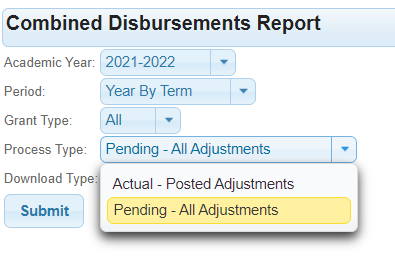 Combined Disbursements Report
Academic Year: 2021-2022
Period: Year By Term
Grant Type: All
Process Type: Pending - All Adjustments
Download Type:
Actual - Posted Adjustments
Pending - All Adjustments
Submit